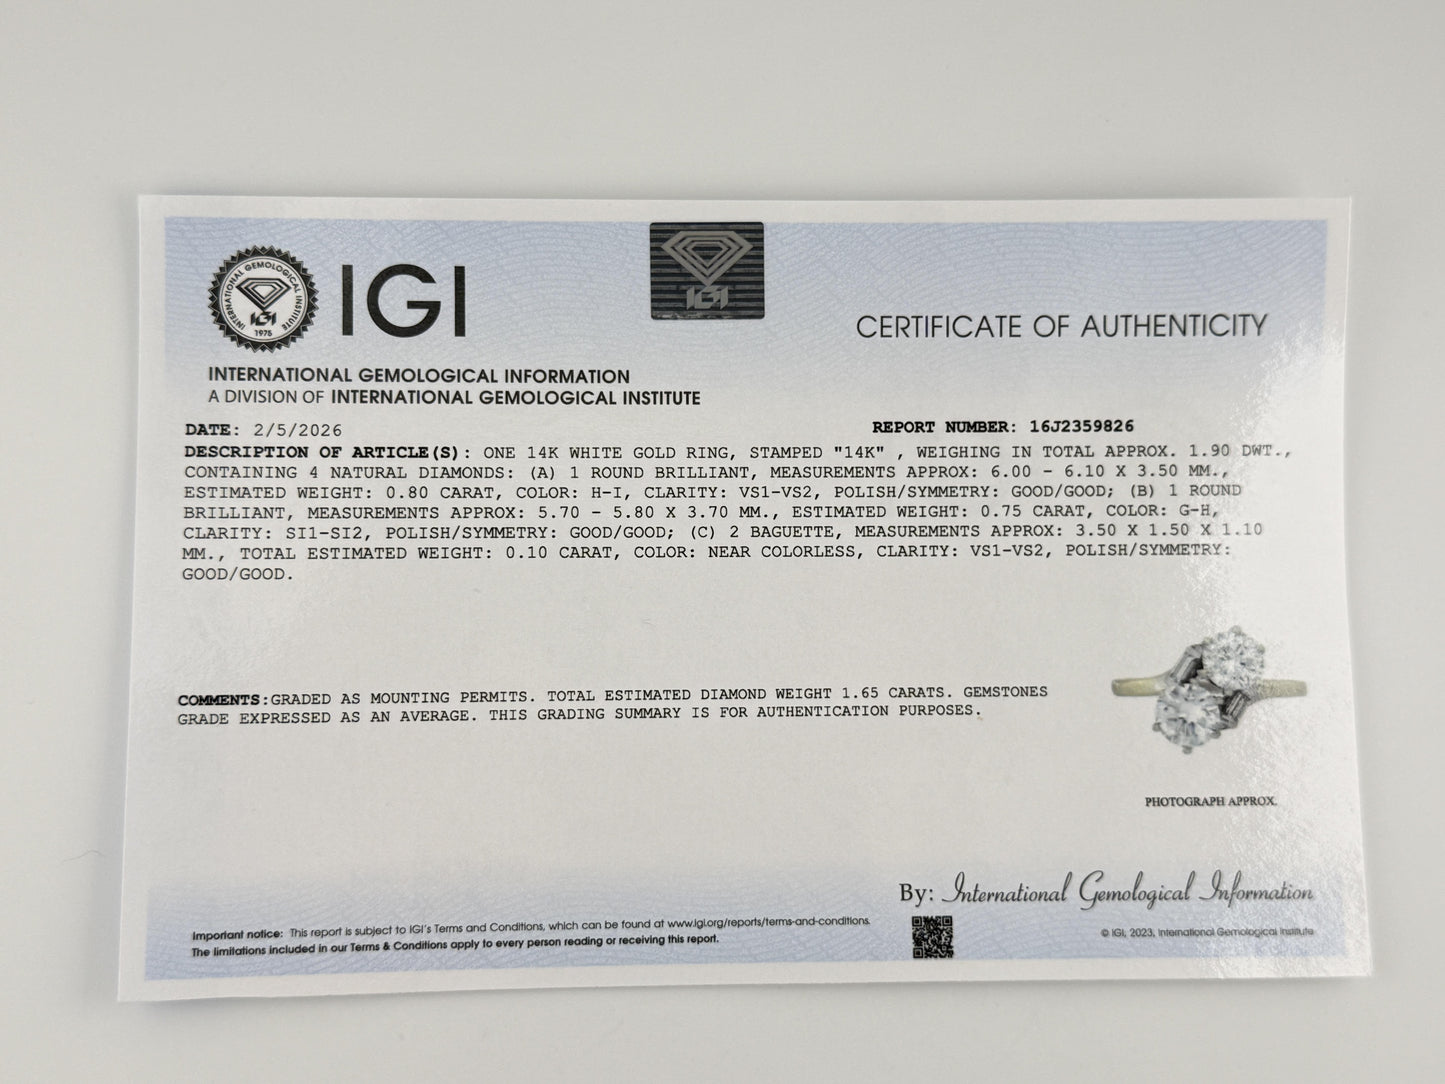 INTERNATIONAL GEMOLOGICAL INSTITUTE
IGI
1975
IGI
IGI
CERTIFICATE OF AUTHENTICITY
INTERNATIONAL GEMOLOGICAL INFORMATION
A DIVISION OF INTERNATIONAL GEMOLOGICAL INSTITUTE
DATE: 2/5/2026
REPORT NUMBER: 16J2359826
DESCRIPTION OF ARTICLE(S): ONE 14K WHITE GOLD RING, STAMPED "14K" , WEIGHING IN TOTAL APPROX. 1.90 DWT.,
CONTAINING 4 NATURAL DIAMONDS: (A) 1 ROUND BRILLIANT, MEASUREMENTS APPROX: 6.00 - 6.10 X 3.50 MM.,
ESTIMATED WEIGHT: 0.80 CARAT, COLOR: H-I, CLARITY: VS1-VS2, POLISH/SYMMETRY: GOOD/GOOD; (B) 1 ROUND
BRILLIANT, MEASUREMENTS APPROX: 5.70 - 5.80 X 3.70 MM., ESTIMATED WEIGHT: 0.75 CARAT, COLOR: G-H,
CLARITY: SI1-SI2, POLISH/SYMMETRY: GOOD/GOOD; (C) 2 BAGUETTE, MEASUREMENTS APPROX: 3.50 X 1.50 X 1.10
MM., TOTAL ESTIMATED WEIGHT: 0.10 CARAT, COLOR: NEAR COLORLESS, CLARITY: VS1-VS2, POLISH/SYMMETRY:
GOOD/GOOD.
COMMENTS:GRADED AS MOUNTING PERMITS. TOTAL ESTIMATED DIAMOND WEIGHT 1.65 CARATS. GEMSTONES
GRADE EXPRESSED AS AN AVERAGE. THIS GRADING SUMMARY IS FOR AUTHENTICATION PURPOSES.
PHOTOGRAPH APPROX.
By: International Gemological Information
Important notice: This report is subject to IGI's Terms and Conditions, which can be found at www.igi.org/reports/terms-and-conditions.
The limitations included in our Terms & Conditions apply to every person reading or receiving this report.
© IGI, 2023, International Gemological Institute